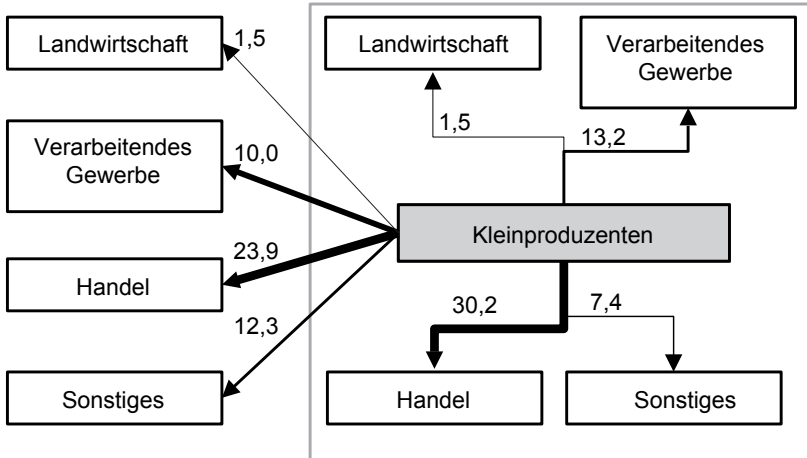 Landwirtschaft
1,5
Verarbeitendes
Gewerbe
10,0
Handel
23,9
Sonstiges
12,3
Landwirtschaft
1,5
Verarbeitendes
Gewerbe
13,2
Kleinproduzenten
30,2
7,4
Handel
Sonstiges